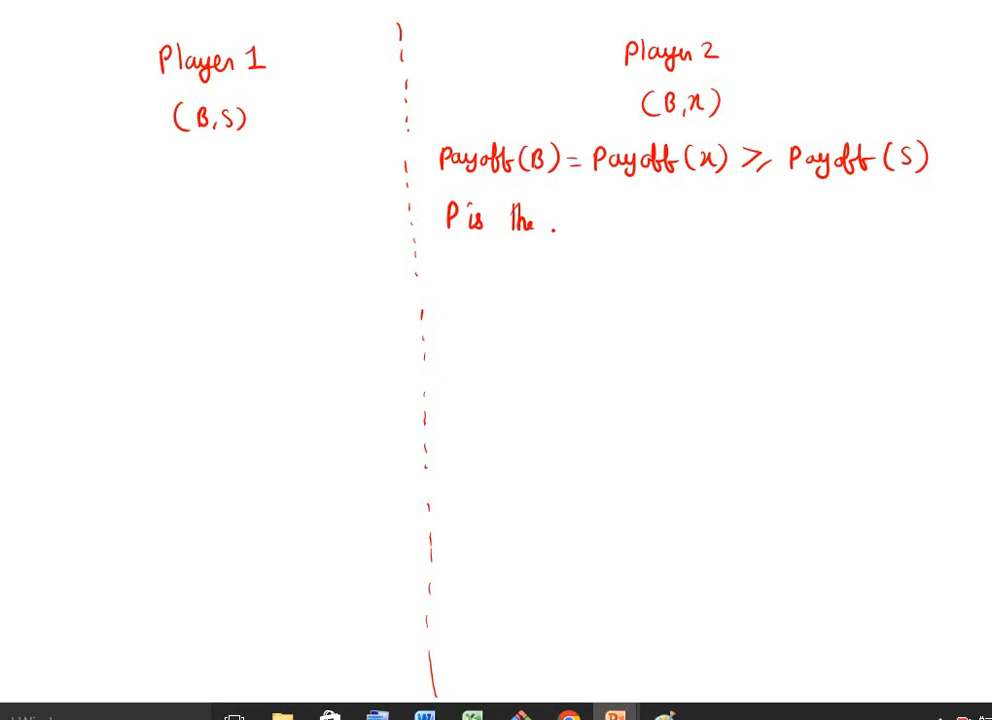 Player 1
(B,S)
Player 2
(B,x)
Payoff(B) = Payoff(x) ⩾ Payoff(S)
P is the .